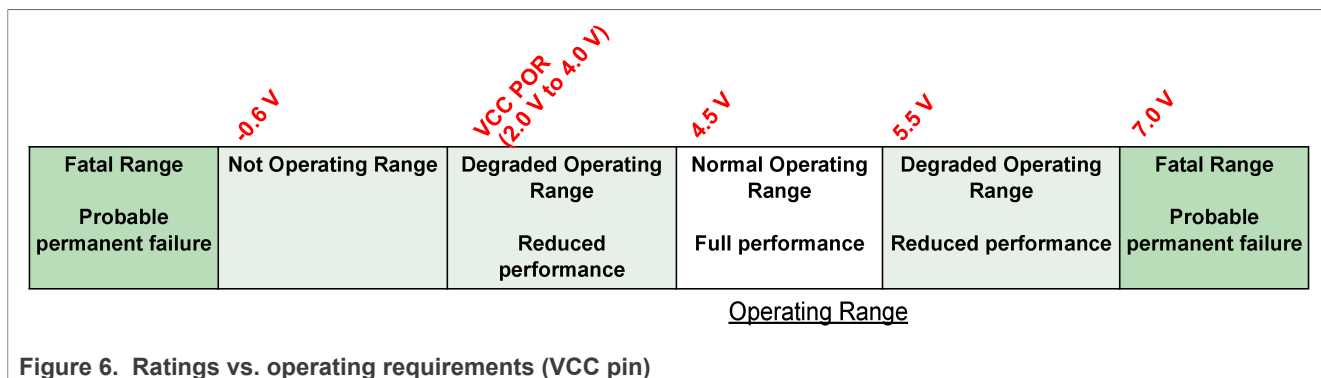 -0.6 V
VCC POR
(2.0 V to 4.0 V)
4.5 V
5.5 V
7.0 V
Fatal Range
Probable
permanent failure
Not Operating Range
Degraded Operating
Range
Reduced
performance
Normal Operating
Range
Full performance
Degraded Operating
Range
Reduced performance
Fatal Range
Probable
permanent failure
Operating Range
Figure 6. Ratings vs. operating requirements (VCC pin)